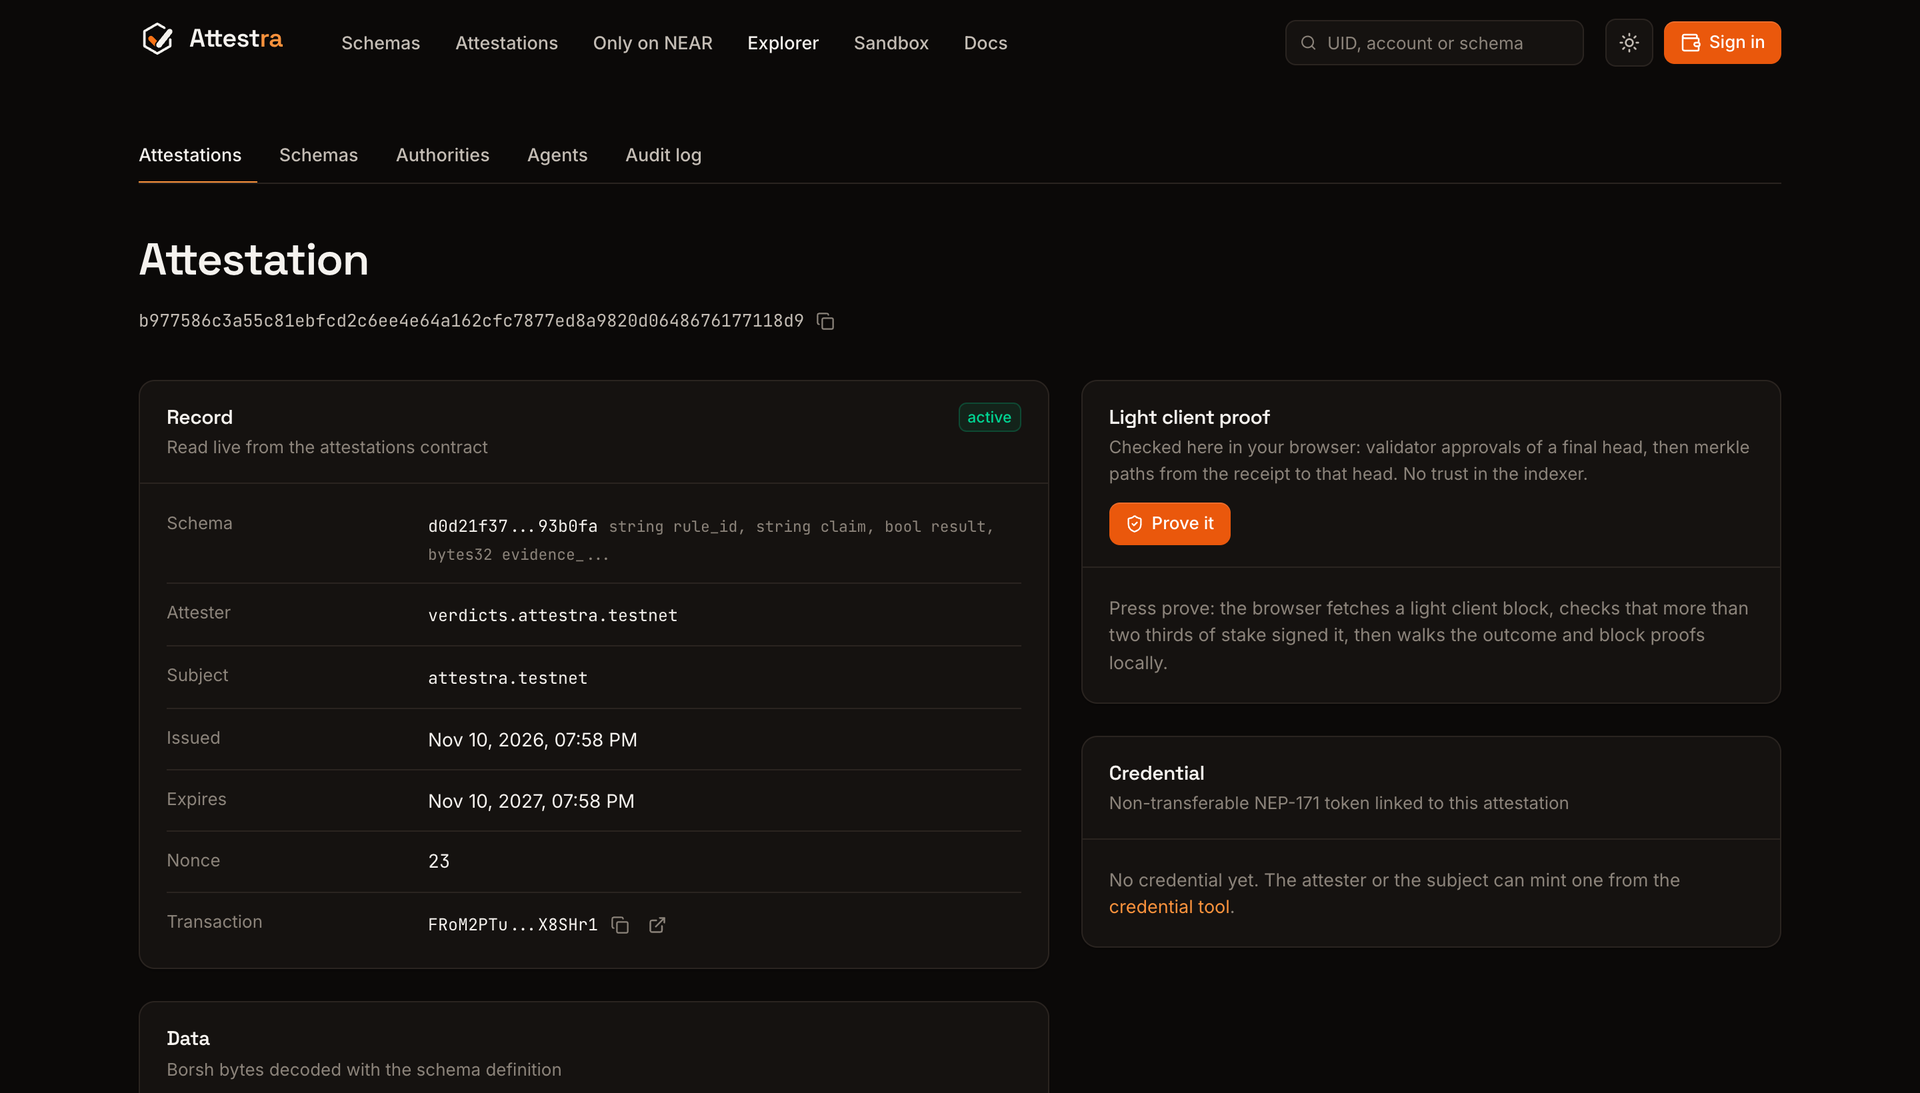 Attestra
Schemas
Attestations
Only on NEAR
Explorer
Sandbox
Docs
UID, account or schema
Sign in
Attestations
Schemas
Authorities
Agents
Audit log
Attestation
b977586c3a55c81ebfcd2c6ee4e64a162cfc7877ed8a9820d0648676177118d9
Record
active
Read live from the attestations contract
Schema
d0d21f37...93b0fa string rule_id, string claim, bool result,
bytes32 evidence_...
Attester
verdicts.attestra.testnet
Subject
attestra.testnet
Issued
Nov 10, 2026, 07:58 PM
Expires
Nov 10, 2027, 07:58 PM
Nonce
23
Transaction
FRoM2PTu...X8SHr1
Data
Borsh bytes decoded with the schema definition
Light client proof
Checked here in your browser: validator approvals of a final head, then merkle
paths from the receipt to that head. No trust in the indexer.
Prove it
Press prove: the browser fetches a light client block, checks that more than
two thirds of stake signed it, then walks the outcome and block proofs
locally.
Credential
Non-transferable NEP-171 token linked to this attestation
No credential yet. The attester or the subject can mint one from the
credential tool.